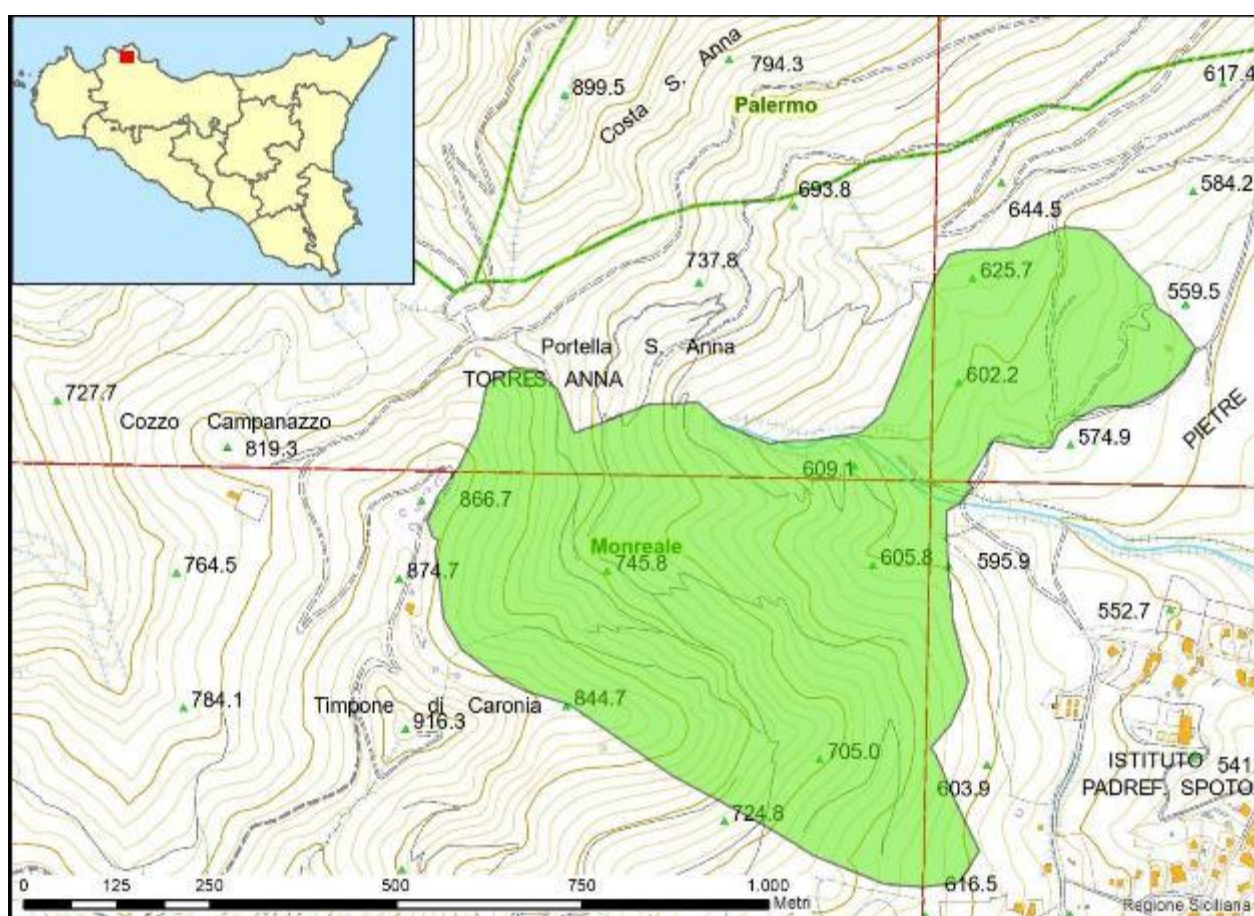 Costa S. Anna
794.3
617.4
899.5
Palermo
584.2
693.8
644.5
737.8
625.7
559.5
Portella S. Anna
TORRE S. ANNA
602.2
727.7
Cozzo Campanazzo
819.3
574.9
PIETRE
609.1
866.7
Monreale
745.8
605.8
595.9
764.5
874.7
552.7
784.1
Timpone di Caronia
844.7
916.3
705.0
ISTITUTO
541.
PADRE F. SPOTO
603.9
724.8
616.5
0 125 250 500 750 1.000
Metri
Regione Siciliana